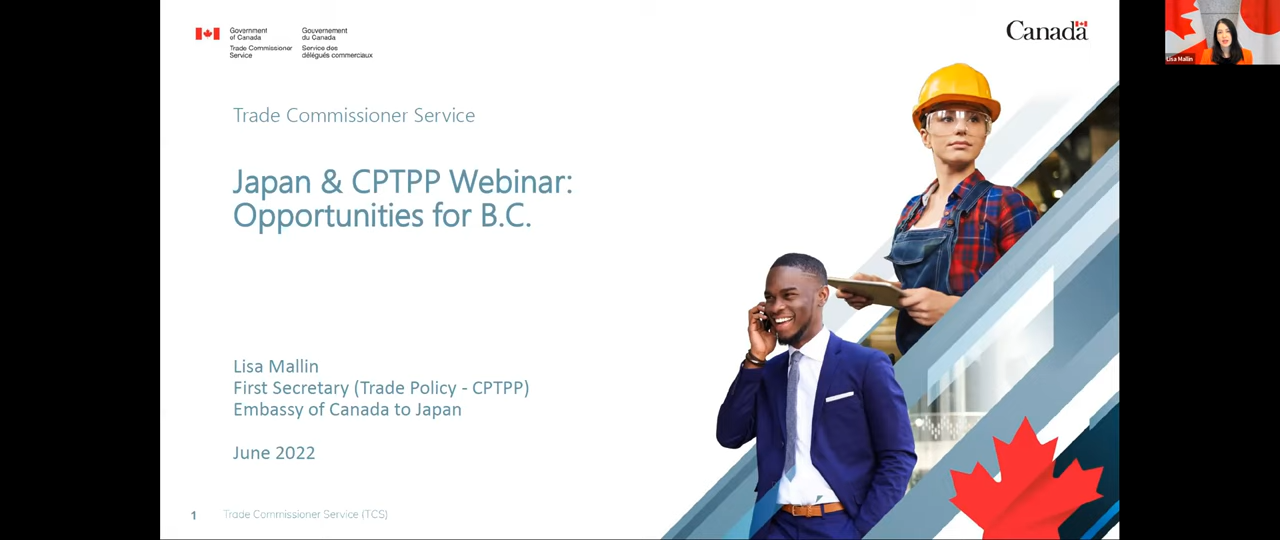 Government
of Canada
Gouvernement
du Canada
Trade Commissioner
Service
Service des
délégués commerciaux
Canada
Lisa Mallin
Trade Commissioner Service
Japan & CPTPP Webinar:
Opportunities for B.C.
Lisa Mallin
First Secretary (Trade Policy - CPTPP)
Embassy of Canada to Japan
June 2022
1
Trade Commissioner Service (TCS)